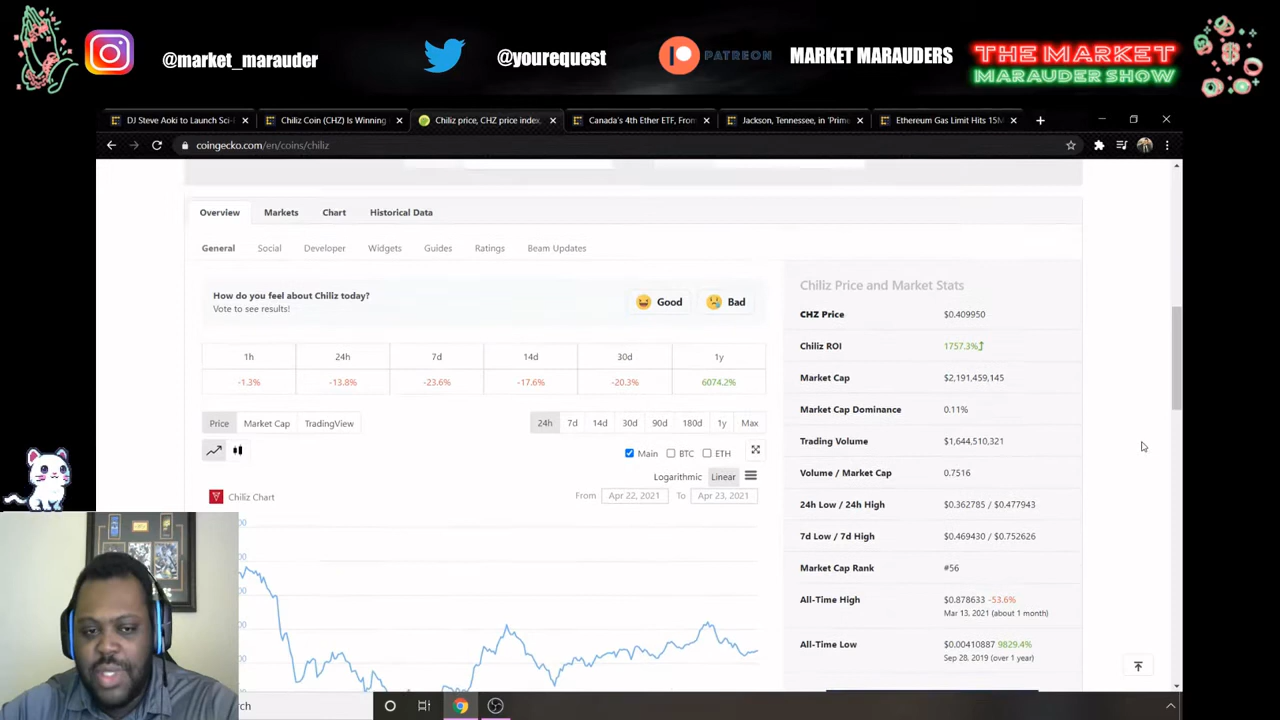 @market_marauder
@yourequest
PATREON
MARKET MARAUDERS
THE MARKET
MARAUDER SHOW
DJ Steve Aoki to Launch Sci-
Chiliz Coin (CHZ) Is Winning
Chiliz price, CHZ price index,
Canada's 4th Ether ETF, From
Jackson, Tennessee, in 'Prime
Ethereum Gas Limit Hits 15M
coingecko.com/en/coins/chiliz
Overview
Markets
Chart
Historical Data
General
Social
Developer
Widgets
Guides
Ratings
Beam Updates
How do you feel about Chiliz today?
Vote to see results!
Good
Bad
1h 24h 7d 14d 30d 1y
-1.3% -13.8% -23.6% -17.6% -20.3% 6074.2%
Price Market Cap TradingView
24h 7d 14d 30d 90d 180d 1y Max
Main BTC ETH
Logarithmic Linear
Chiliz Chart
From Apr 22, 2021 To Apr 23, 2021
Chiliz Price and Market Stats
CHZ Price $0.409950
Chiliz ROI 1757.3%
Market Cap $2,191,459,145
Market Cap Dominance 0.11%
Trading Volume $1,644,510,321
Volume / Market Cap 0.7516
24h Low / 24h High $0.362785 / $0.477943
7d Low / 7d High $0.469430 / $0.752626
Market Cap Rank #56
All-Time High $0.878633 -53.6%
Mar 13, 2021 (about 1 month)
All-Time Low $0.00410887 9829.4%
Sep 28, 2019 (over 1 year)